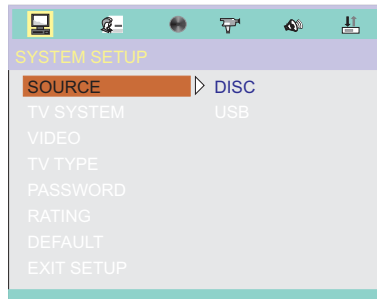 SYSTEM SETUP
SOURCE DISC
TV SYSTEM USB
VIDEO
TV TYPE
PASSWORD
RATING
DEFAULT
EXIT SETUP